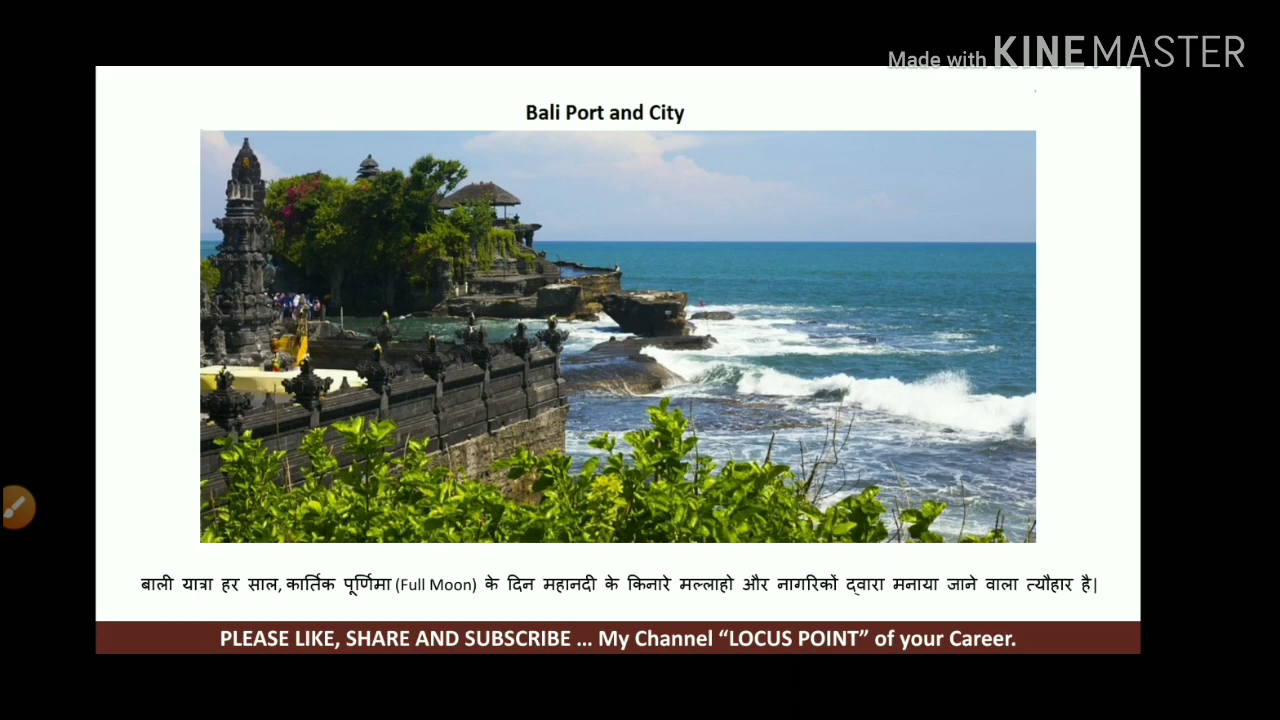 Made with KINEMASTER
Bali Port and City
बाली यात्रा हर साल, कार्तिक पूर्णिमा (Full Moon) के दिन महानदी के किनारे मल्लाहो और नागरिकों द्वारा मनाया जाने वाला त्यौहार है|
PLEASE LIKE, SHARE AND SUBSCRIBE ... My Channel “LOCUS POINT” of your Career.